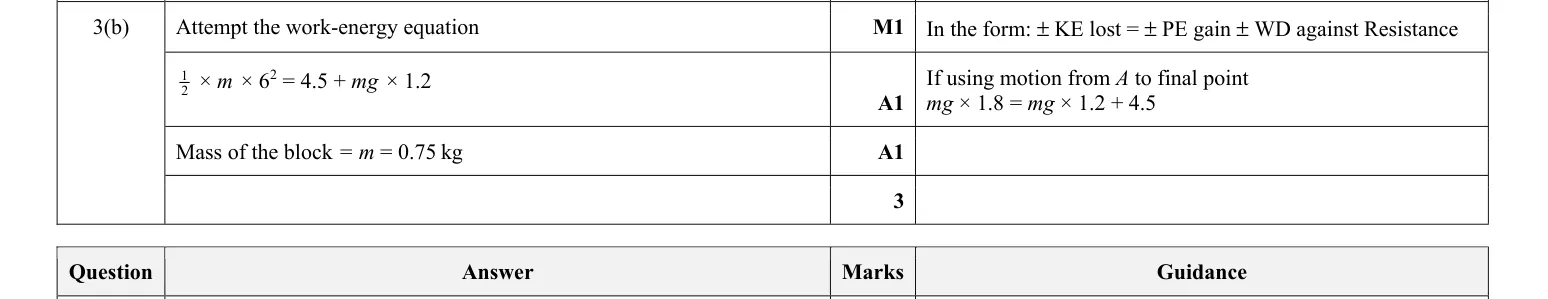 3(b) Attempt the work-energy equation M1 In the form: ± KE lost = ± PE gain ± WD against Resistance
½ × m × 6² = 4.5 + mg × 1.2 A1 If using motion from A to final point
mg × 1.8 = mg × 1.2 + 4.5
Mass of the block = m = 0.75 kg A1
3
Question Answer Marks Guidance